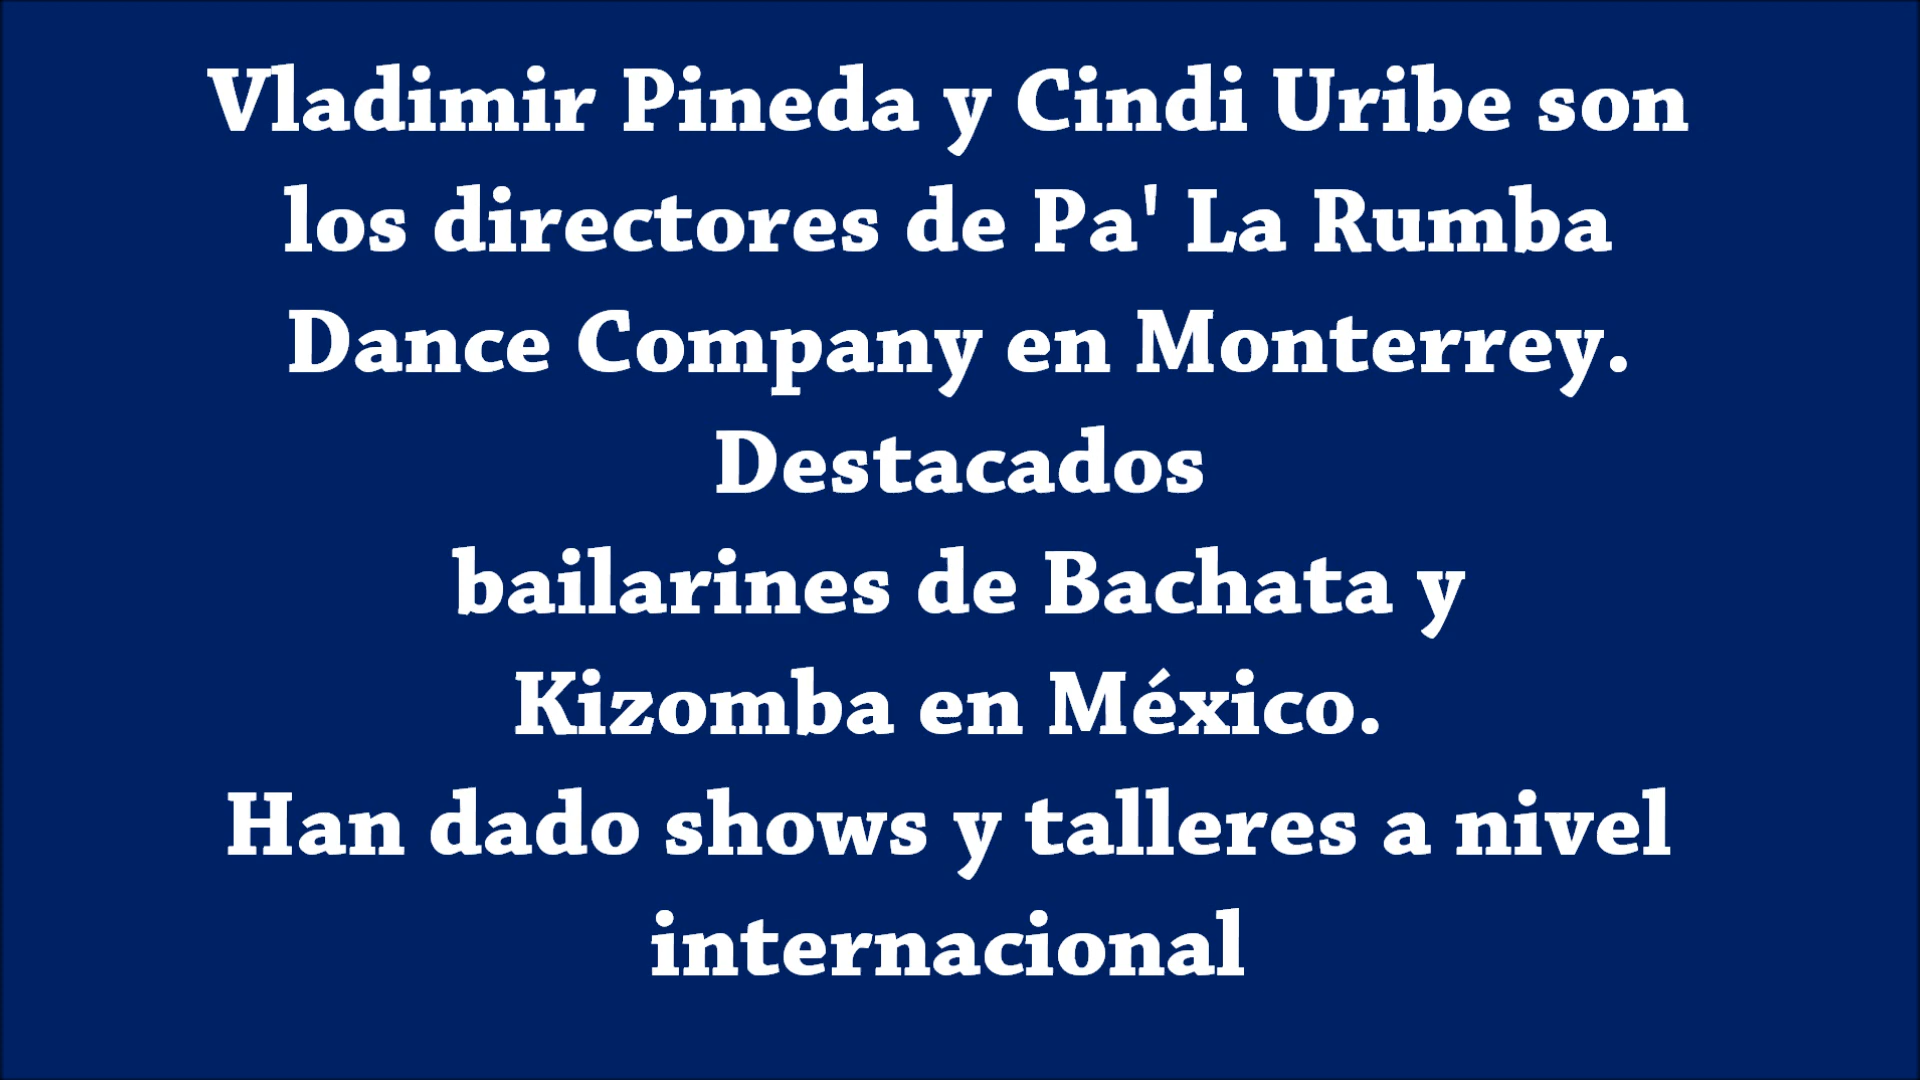 Vladimir Pineda y Cindi Uribe son
los directores de Pa' La Rumba
Dance Company en Monterrey.
Destacados
bailarines de Bachata y
Kizomba en México.
Han dado shows y talleres a nivel
internacional